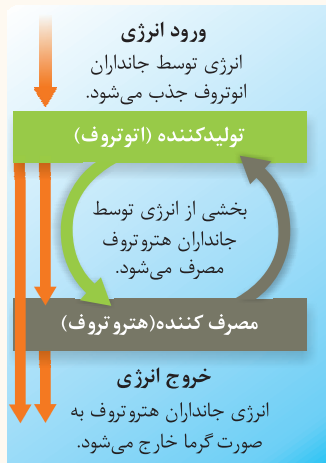 ورود انرژی
انرژی توسط جانداران
اتوتروف جذب می‌شود.
تولیدکننده (اتوتروف)
بخشی از انرژی توسط
جانداران هتروتروف
مصرف می‌شود.
مصرف کننده(هتروتروف)
خروج انرژی
انرژی جانداران هتروتروف به
صورت گرما خارج می‌شود.